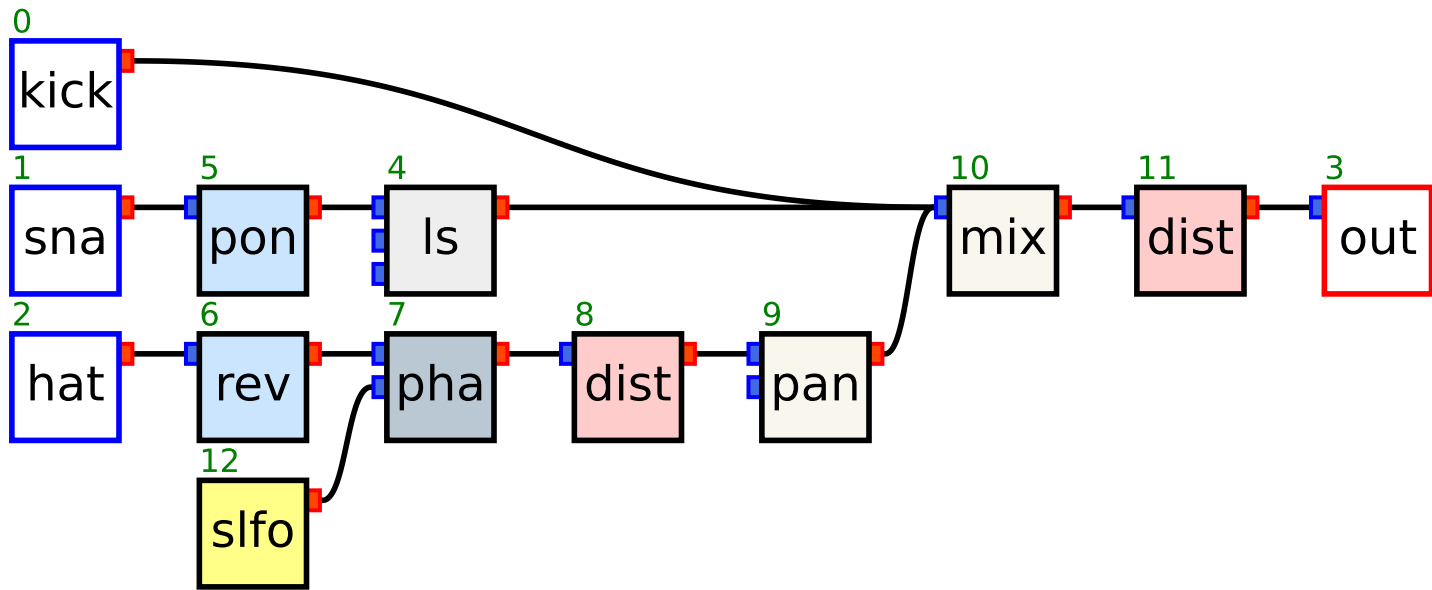 0
kick
1 5 4 10 11 3
sna pon ls mix dist out
2 6 7 8 9
hat rev pha dist pan
12
slfo